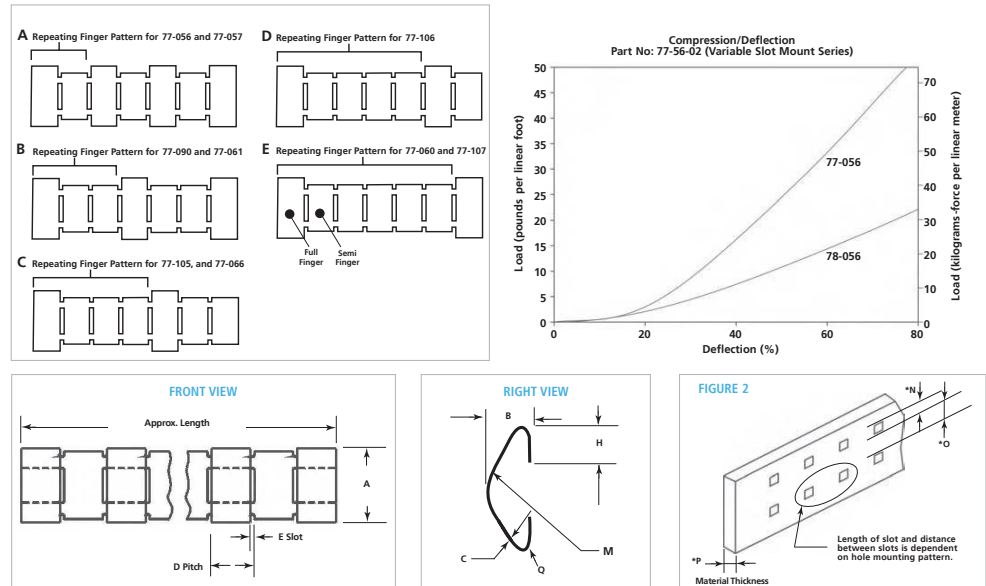 A Repeating Finger Pattern for 77-056 and 77-057
B Repeating Finger Pattern for 77-090 and 77-061
C Repeating Finger Pattern for 77-105, and 77-066
D Repeating Finger Pattern for 77-106
E Repeating Finger Pattern for 77-060 and 77-107
Full
Finger
Semi
Finger
Compression/Deflection
Part No: 77-56-02 (Variable Slot Mount Series)
Load (pounds per linear foot)
50
45
40
35
30
25
20
15
10
5
0
0
20
40
60
80
Deflection (%)
77-056
78-056
70
60
50
40
30
20
10
0
Load (kilograms -force per linear meter)
FRONT VIEW
Approx. Length
A
E Slot
D Pitch
RIGHT VIEW
B
H
C
M
Q
FIGURE 2
*N
*O
Length of slot and distance
between slots is dependent
on hole mounting pattern.
*P
Material Thickness